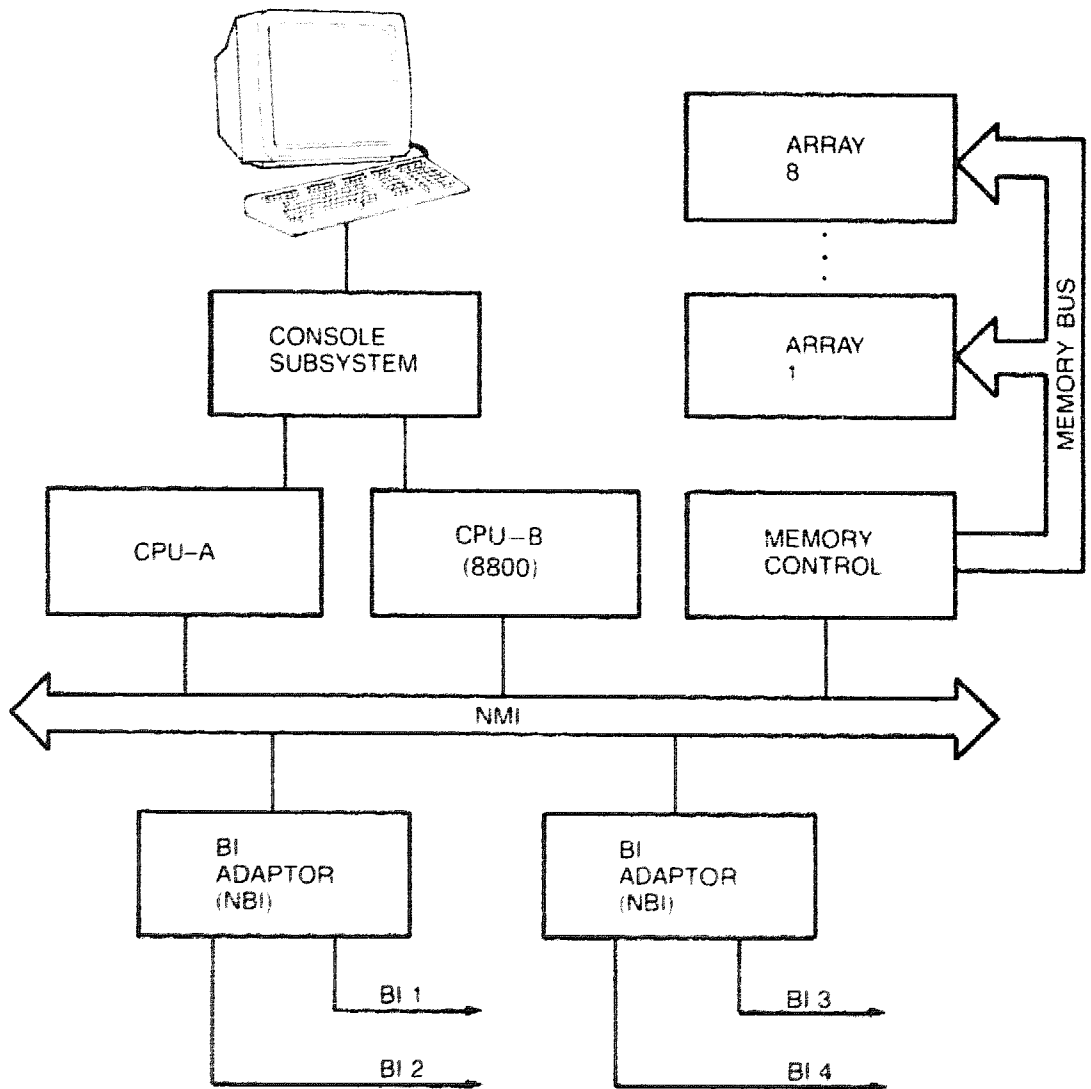 ARRAY
8
CONSOLE
SUBSYSTEM
ARRAY
1
MEMORY BUS
CPU-A
CPU-B
(8800)
MEMORY
CONTROL
NMI
BI
ADAPTOR
(NBI)
BI
ADAPTOR
(NBI)
BI 1
BI 2
BI 3
BI 4